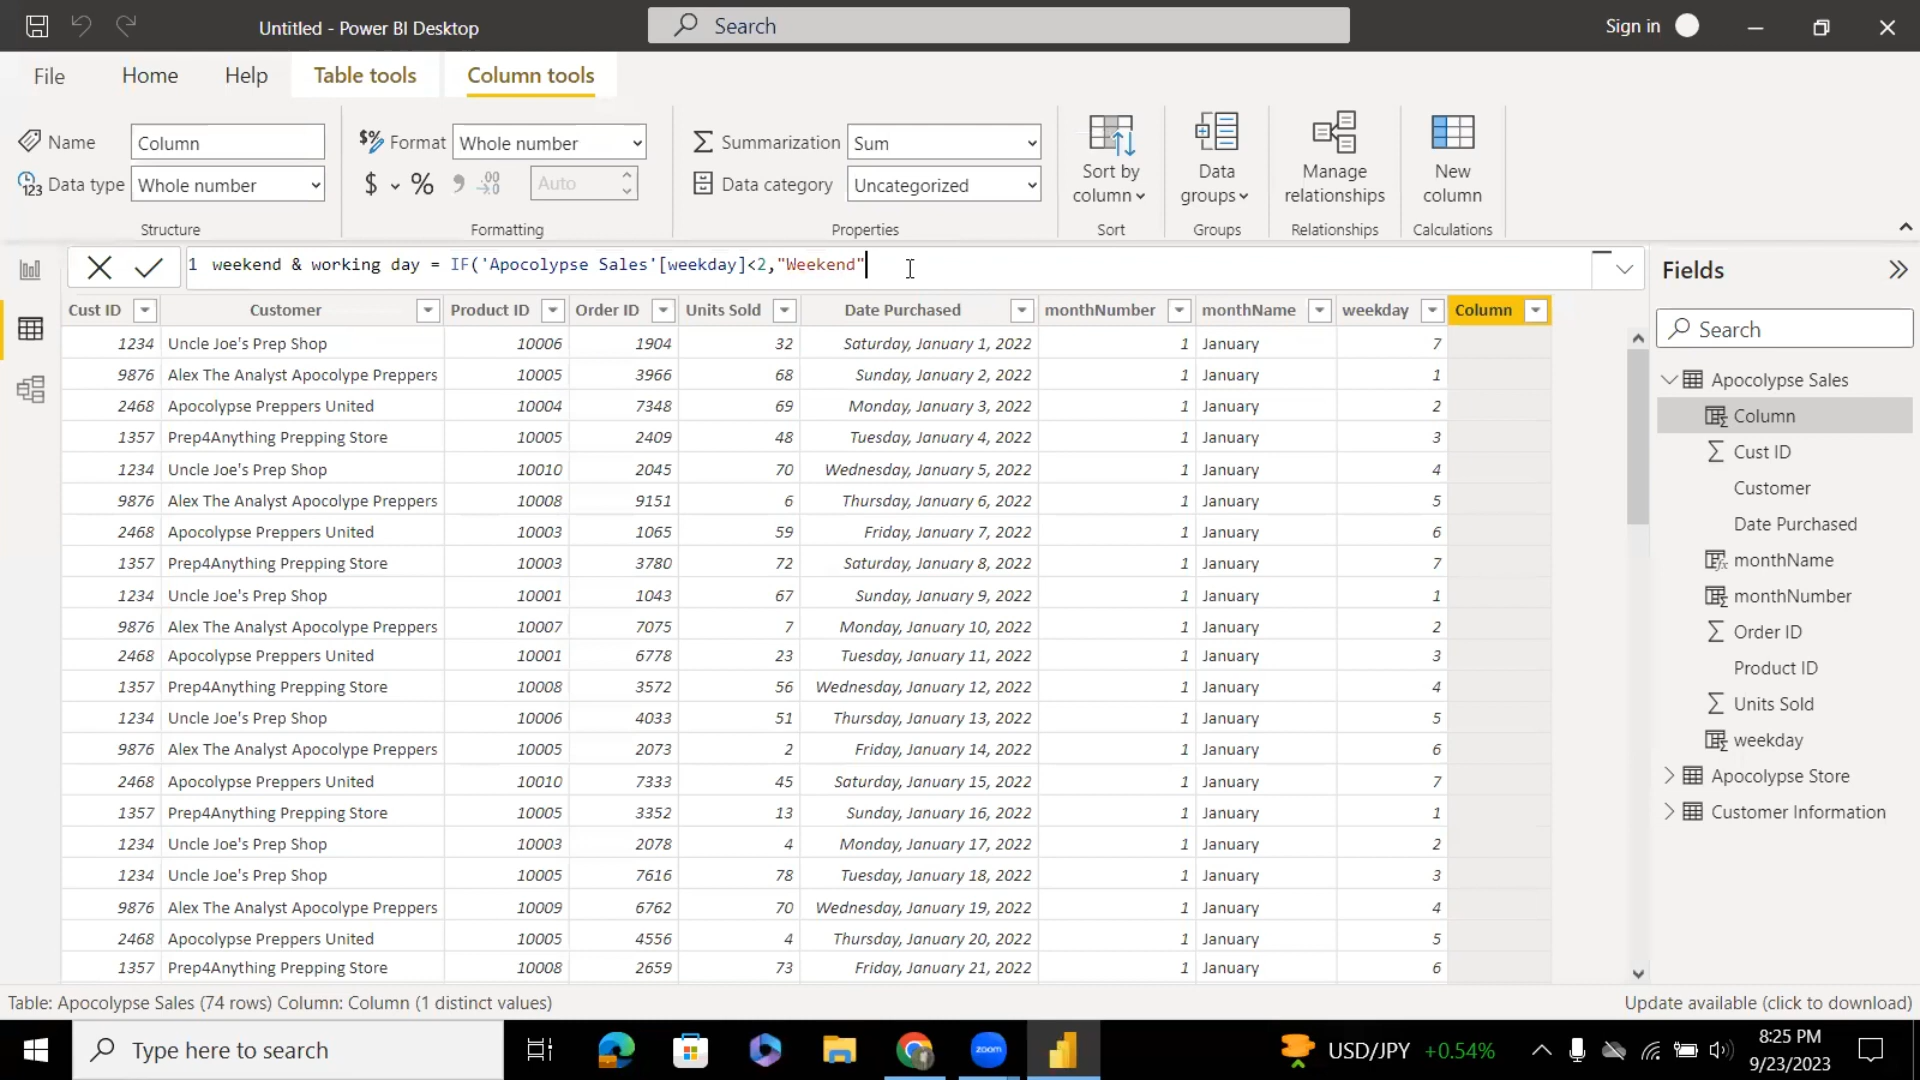 Untitled - Power BI Desktop
Search
Sign in
File
Home
Help
Table tools
Column tools
Name
Column
Data type
Whole number
Structure
Format
Whole number
$
%
Auto
Formatting
Summarization
Sum
Data category
Uncategorized
Properties
Sort by
column
Sort
Data
groups
Groups
Manage
relationships
Relationships
New
column
Calculations
1 weekend & working day = IF('Apocolypse Sales'[weekday]<2,"Weekend"
Cust ID Customer Product ID Order ID Units Sold Date Purchased monthNumber monthName weekday Column
1234 Uncle Joe's Prep Shop 10006 1904 32 Saturday, January 1, 2022 1 January 7
9876 Alex The Analyst Apocolype Preppers 10005 3966 68 Sunday, January 2, 2022 1 January 1
2468 Apocolypse Preppers United 10004 7348 69 Monday, January 3, 2022 1 January 2
1357 Prep4Anything Prepping Store 10005 2409 48 Tuesday, January 4, 2022 1 January 3
1234 Uncle Joe's Prep Shop 10010 2045 70 Wednesday, January 5, 2022 1 January 4
9876 Alex The Analyst Apocolype Preppers 10008 9151 6 Thursday, January 6, 2022 1 January 5
2468 Apocolypse Preppers United 10003 1065 59 Friday, January 7, 2022 1 January 6
1357 Prep4Anything Prepping Store 10003 3780 72 Saturday, January 8, 2022 1 January 7
1234 Uncle Joe's Prep Shop 10001 1043 67 Sunday, January 9, 2022 1 January 1
9876 Alex The Analyst Apocolype Preppers 10007 7075 7 Monday, January 10, 2022 1 January 2
2468 Apocolypse Preppers United 10001 6778 23 Tuesday, January 11, 2022 1 January 3
1357 Prep4Anything Prepping Store 10008 3572 56 Wednesday, January 12, 2022 1 January 4
1234 Uncle Joe's Prep Shop 10006 4033 51 Thursday, January 13, 2022 1 January 5
9876 Alex The Analyst Apocolype Preppers 10005 2073 2 Friday, January 14, 2022 1 January 6
2468 Apocolypse Preppers United 10010 7333 45 Saturday, January 15, 2022 1 January 7
1357 Prep4Anything Prepping Store 10005 3352 13 Sunday, January 16, 2022 1 January 1
1234 Uncle Joe's Prep Shop 10003 2078 4 Monday, January 17, 2022 1 January 2
1234 Uncle Joe's Prep Shop 10005 7616 78 Tuesday, January 18, 2022 1 January 3
9876 Alex The Analyst Apocolype Preppers 10009 6762 70 Wednesday, January 19, 2022 1 January 4
2468 Apocolypse Preppers United 10005 4556 4 Thursday, January 20, 2022 1 January 5
1357 Prep4Anything Prepping Store 10008 2659 73 Friday, January 21, 2022 1 January 6
Fields
Search
Apocolypse Sales
Column
Cust ID
Customer
Date Purchased
monthName
monthNumber
Order ID
Product ID
Units Sold
weekday
Apocolypse Store
Customer Information
Table: Apocolypse Sales (74 rows) Column: Column (1 distinct values)
Update available (click to download)
Type here to search
zoom
USD/JPY +0.54%
8:25 PM
9/23/2023